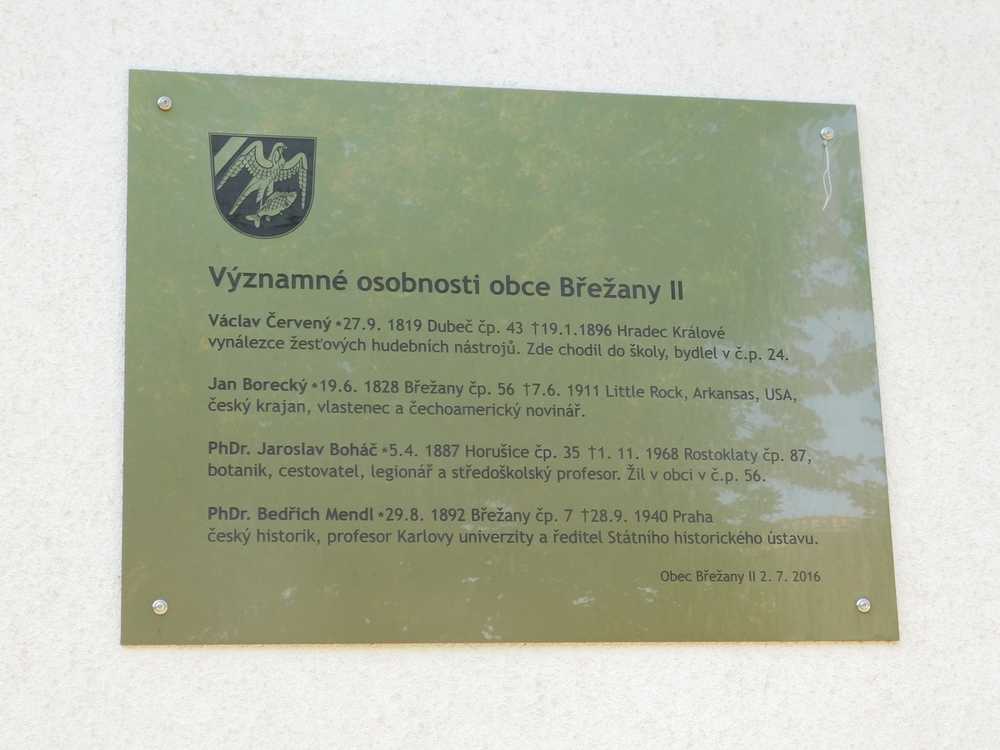 Významné osobnosti obce Břežany II
Václav Červený *27.9. 1819 Dubeč čp. 43 †19.1.1896 Hradec Králové
vynálezce žesťových hudebních nástrojů. Zde chodil do školy, bydlel v č.p. 24.
Jan Borecký *19.6. 1828 Břežany čp. 56 †7.6. 1911 Little Rock, Arkansas, USA,
český krajan, vlastenec a čechoamerický novinář.
PhDr. Jaroslav Boháč *5.4. 1887 Horušice čp. 35 †1. 11. 1968 Rostoklaty čp. 87,
botanik, cestovatel, legionář a středoškolský profesor. Žil v obci v č.p. 56.
PhDr. Bedřich Mendl *29.8. 1892 Břežany čp. 7 †28.9. 1940 Praha
český historik, profesor Karlovy univerzity a ředitel Státního historického ústavu.
Obec Břežany II 2. 7. 2016